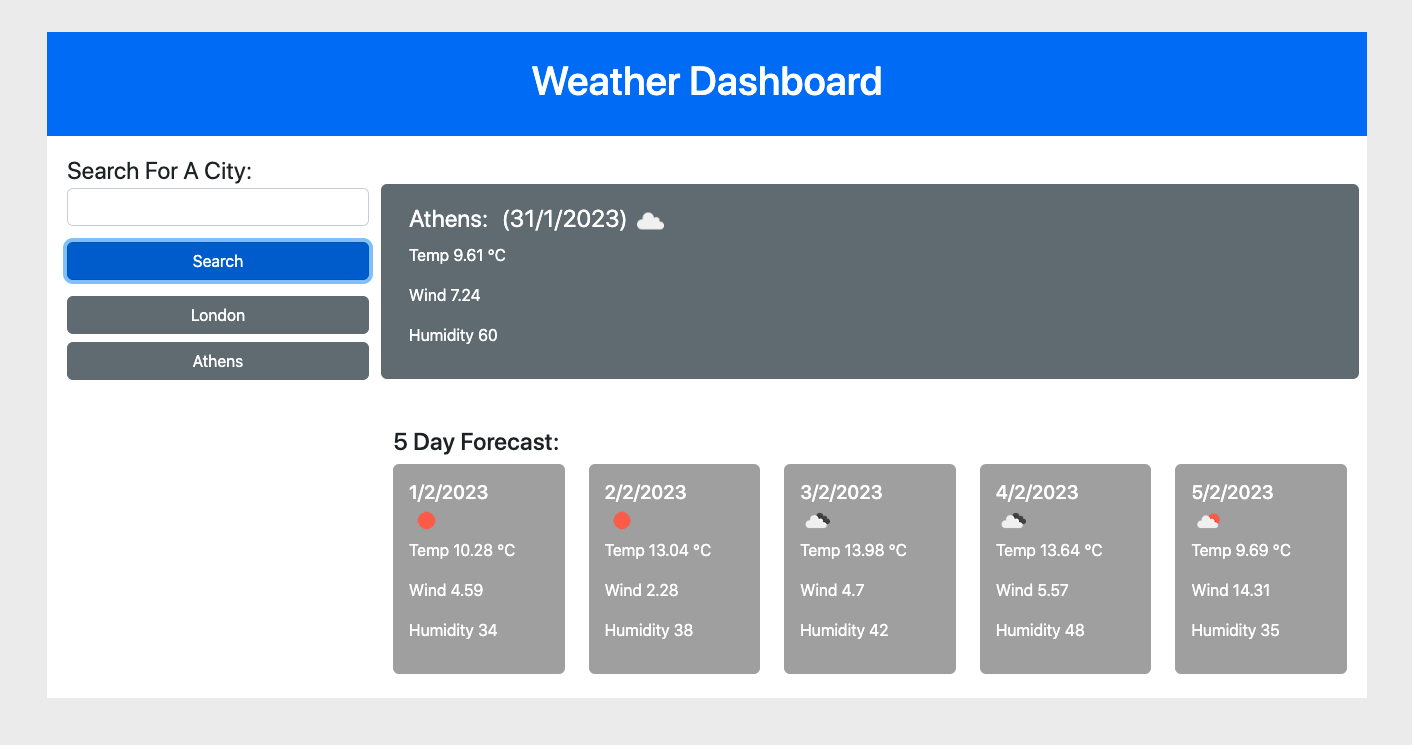 Weather Dashboard
Search For A City:
Search
London
Athens
Athens: (31/1/2023)
Temp 9.61 °C
Wind 7.24
Humidity 60
5 Day Forecast:
1/2/2023
Temp 10.28 °C
Wind 4.59
Humidity 34
2/2/2023
Temp 13.04 °C
Wind 2.28
Humidity 38
3/2/2023
Temp 13.98 °C
Wind 4.7
Humidity 42
4/2/2023
Temp 13.64 °C
Wind 5.57
Humidity 48
5/2/2023
Temp 9.69 °C
Wind 14.31
Humidity 35